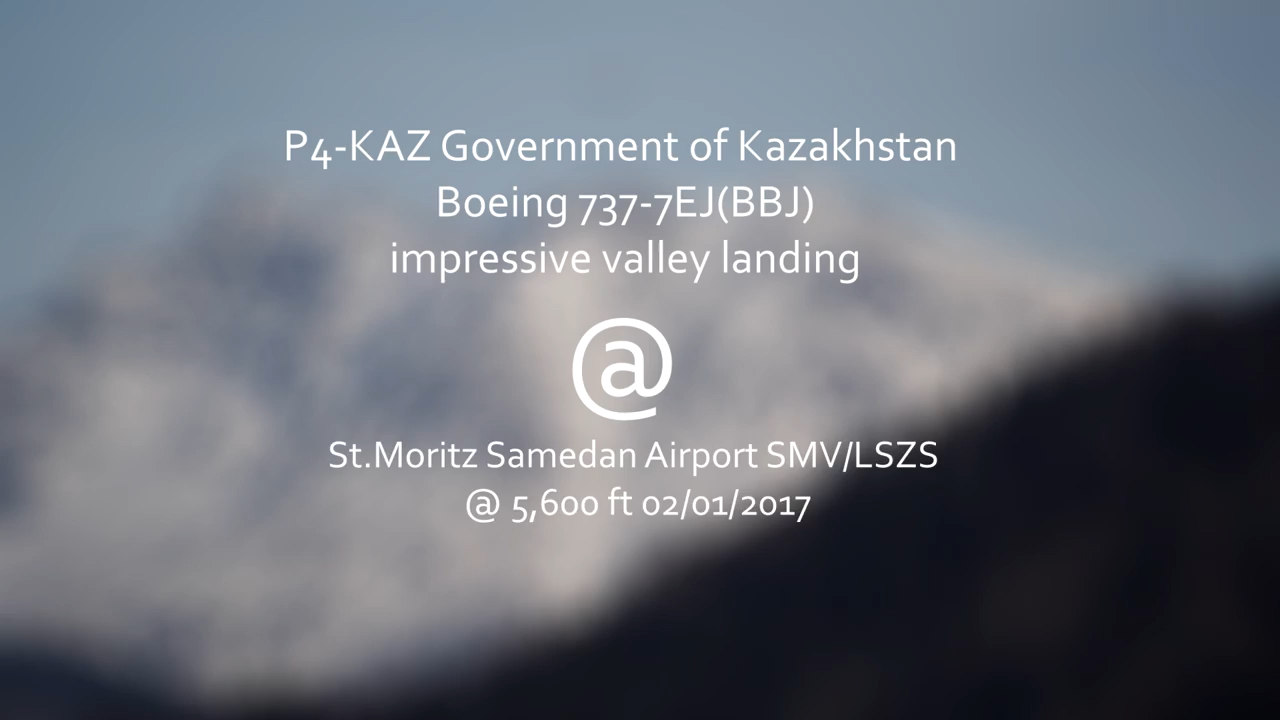 P4-KAZ Government of Kazakhstan
Boeing 737-7EJ(BBJ)
impressive valley landing
@
St.Moritz Samedan Airport SMV/LSZS
@ 5,600 ft 02/01/2017